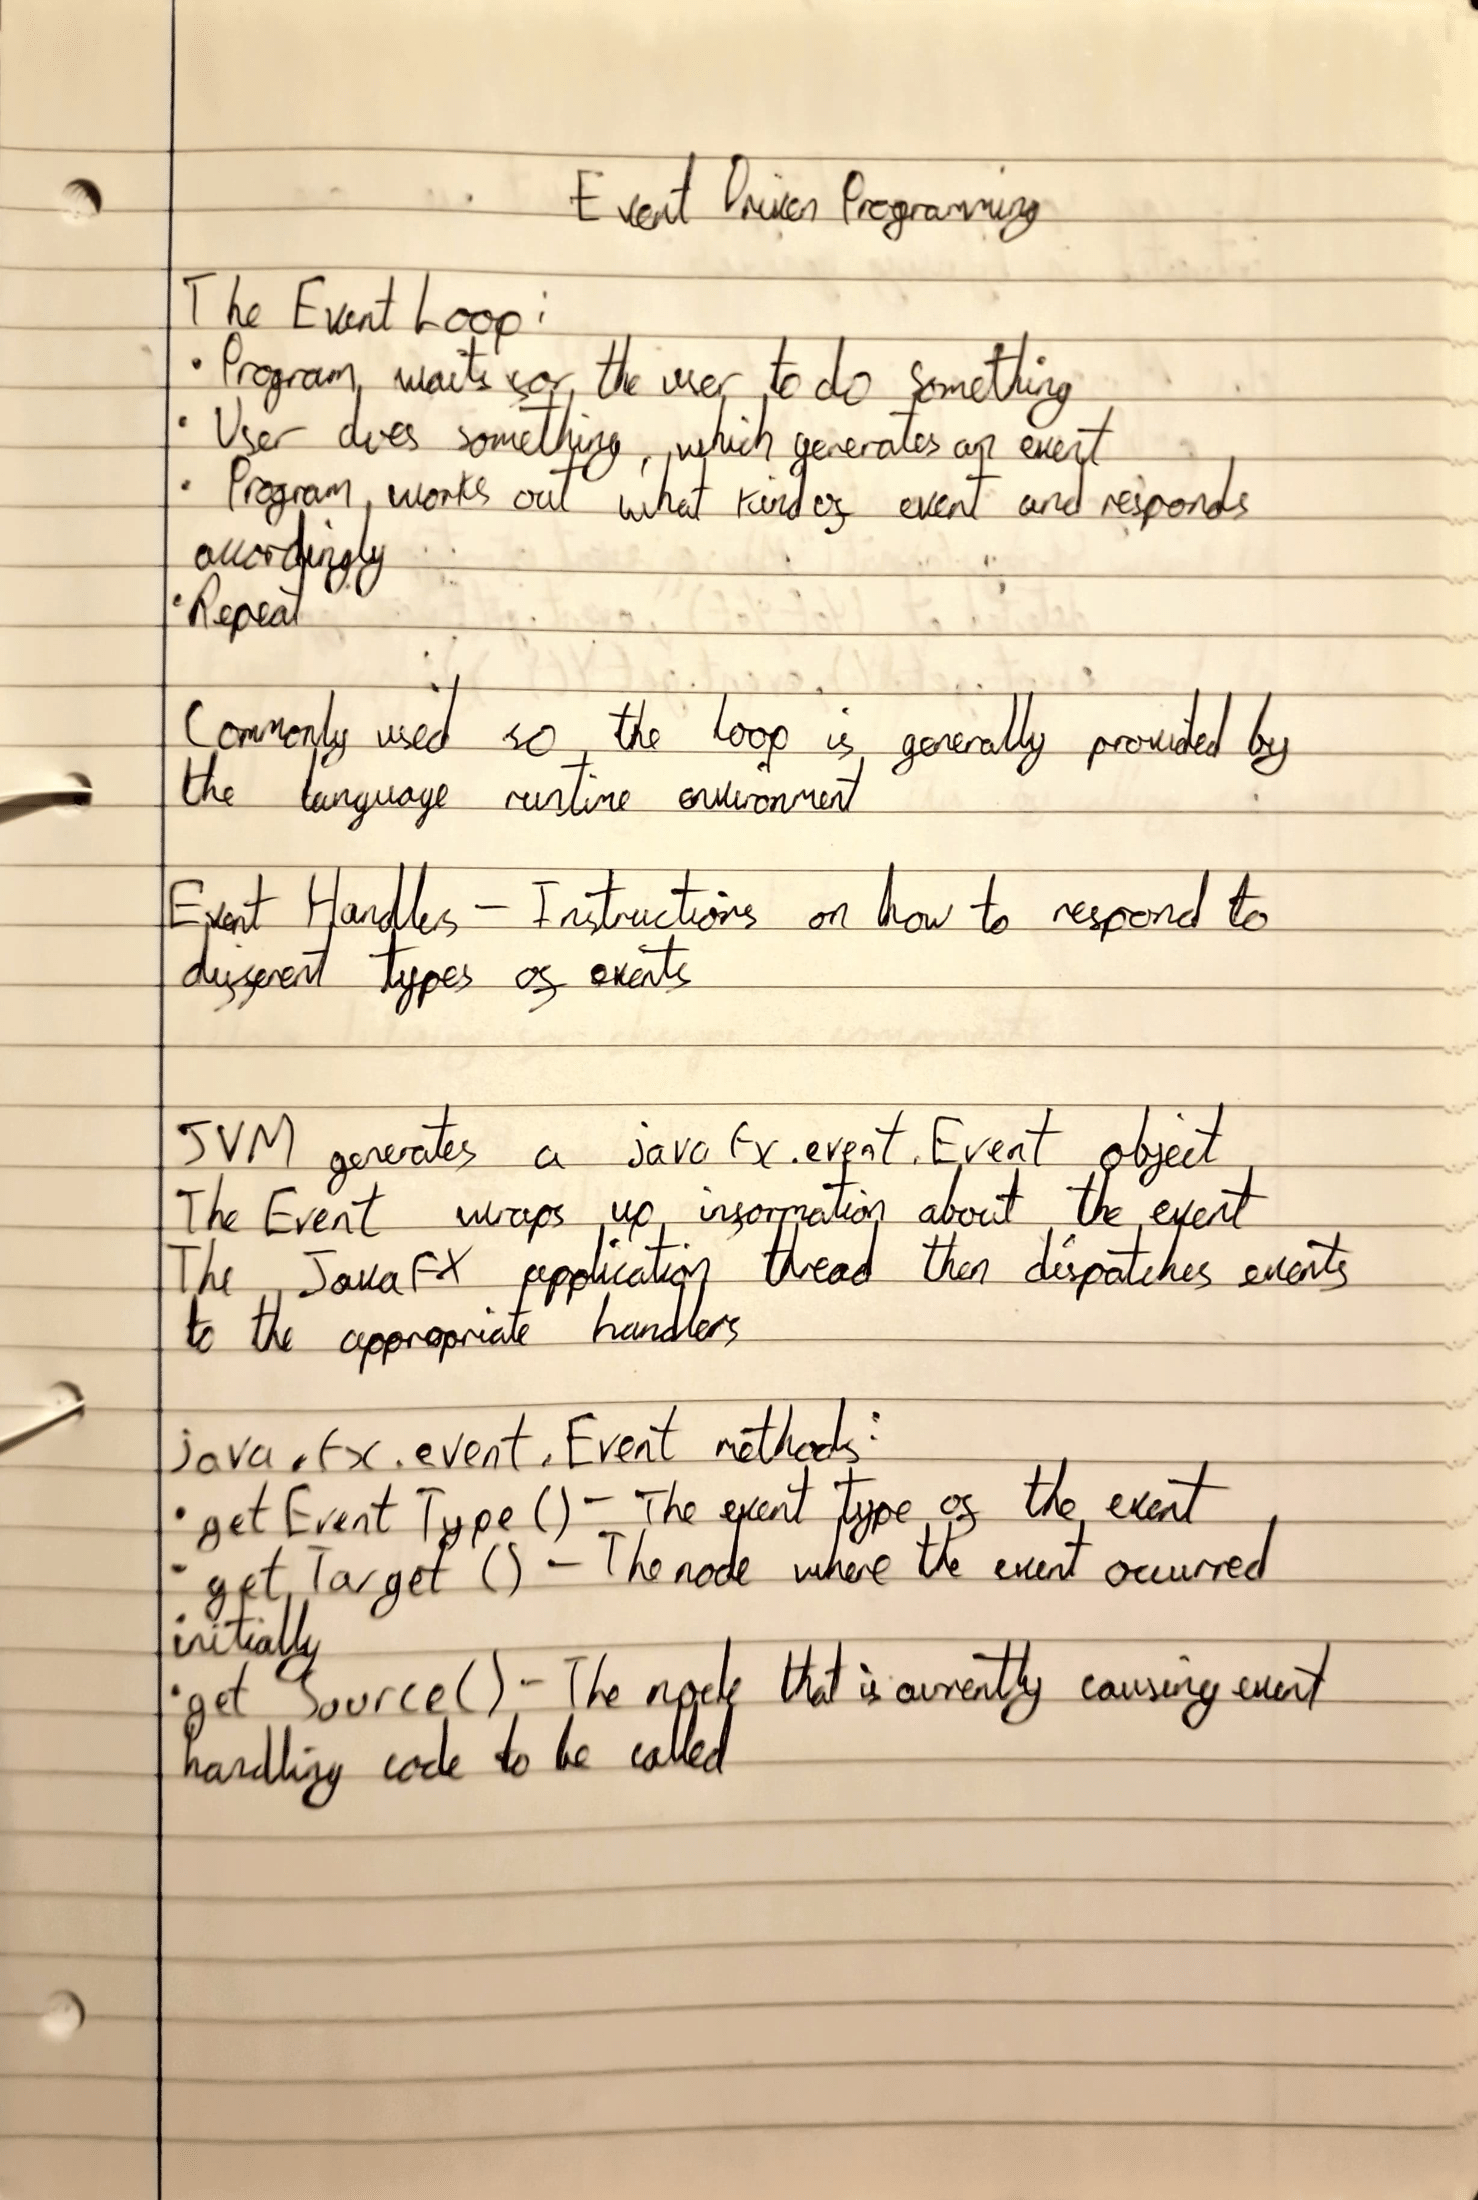 Event Driven Programming
The Event Loop:
• Program waits for the user to do something
• User does something, which generates an event
• Program works out what kind of event and responds
accordingly
• Repeat
Commonly used so the loop is generally provided by
the language runtime environment
Event Handles – Instructions on how to respond to
different types of events
JVM generates a javafx.event.Event object
The Event wraps up information about the event
The JavaFX application thread then dispatches events
to the appropriate handlers
java.fx.event.Event methods:
• getEventType() – The event type of the event
• getTarget() – The node where the event occurred
initially
• getSource() – The node that is currently causing event
handling code to be called